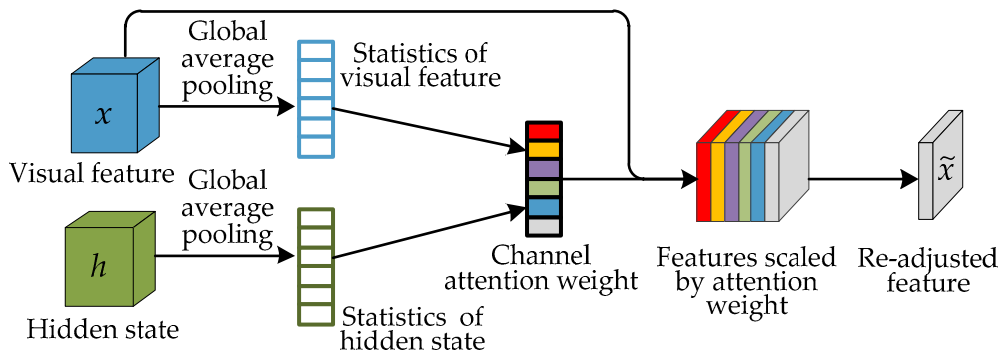 Global
average
pooling
Statistics of
visual feature
x
Visual feature
Global
average
pooling
h
Hidden state
Statistics of
hidden state
Channel
attention weight
Features scaled
by attention
weight
x̃
Re-adjusted
feature